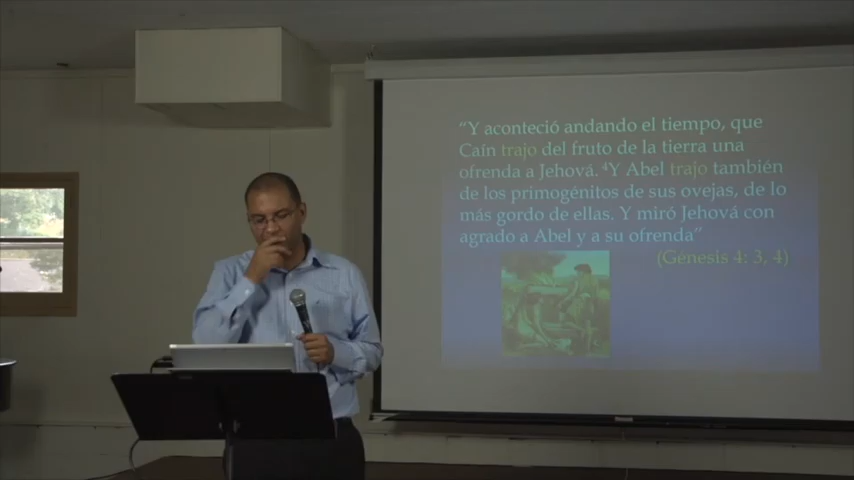 “Y aconteció andando el tiempo, que
Caín trajo del fruto de la tierra una
ofrenda a Jehová. ⁴Y Abel trajo también
de los primogénitos de sus ovejas, de lo
más gordo de ellas. Y miró Jehová con
agrado a Abel y a su ofrenda”
(Génesis 4: 3, 4)